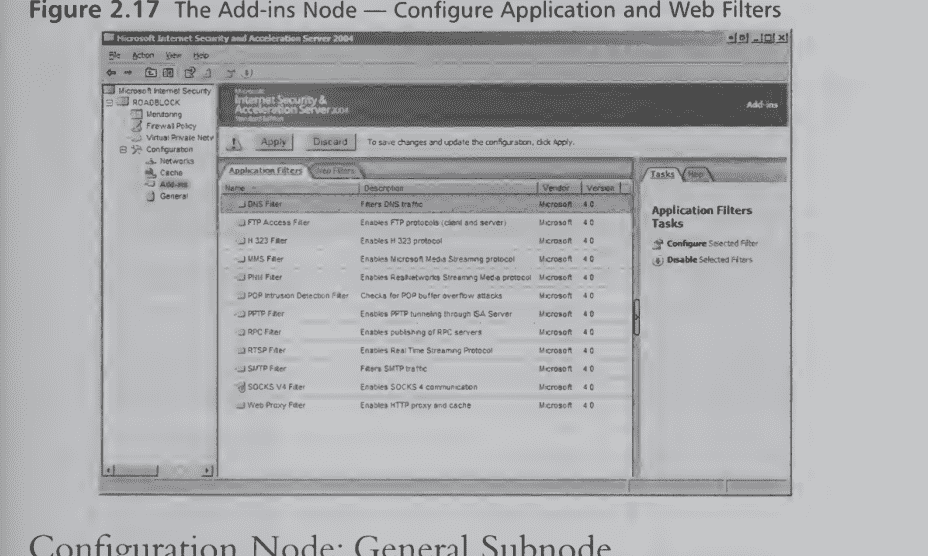 Figure 2.17 The Add-ins Node — Configure Application and Web Filters
Microsoft Internet Security and Acceleration Server 2004
File Action View Help
Microsoft Internet Security
ROADBLOCK
Monitoring
Firewall Policy
Virtual Private Netw
Configuration
Networks
Cache
Add-ins
General
Microsoft
Internet Security &
Acceleration Server 2004
Standard Edition
Add-ins
Apply Discard To save changes and update the configuration, click Apply.
Application Filters Web Filters
Name Description Vendor Version
DNS Filter Filters DNS traffic Microsoft 4.0
FTP Access Filter Enables FTP protocols (client and server) Microsoft 4.0
H.323 Filter Enables H.323 protocol Microsoft 4.0
MMS Filter Enables Microsoft Media Streaming protocol Microsoft 4.0
PNM Filter Enables RealNetworks Streaming Media protocol Microsoft 4.0
POP Intrusion Detection Filter Checks for POP buffer overflow attacks Microsoft 4.0
PPTP Filter Enables PPTP tunneling through ISA Server Microsoft 4.0
RPC Filter Enables publishing of RPC servers Microsoft 4.0
RTSP Filter Enables Real Time Streaming Protocol Microsoft 4.0
SMTP Filter Filters SMTP traffic Microsoft 4.0
SOCKS V4 Filter Enables SOCKS 4 communication Microsoft 4.0
Web Proxy Filter Enables HTTP proxy and cache Microsoft 4.0
Tasks Help
Application Filters
Tasks
Configure Selected Filter
Disable Selected Filters
Configuration Node: General Subnode